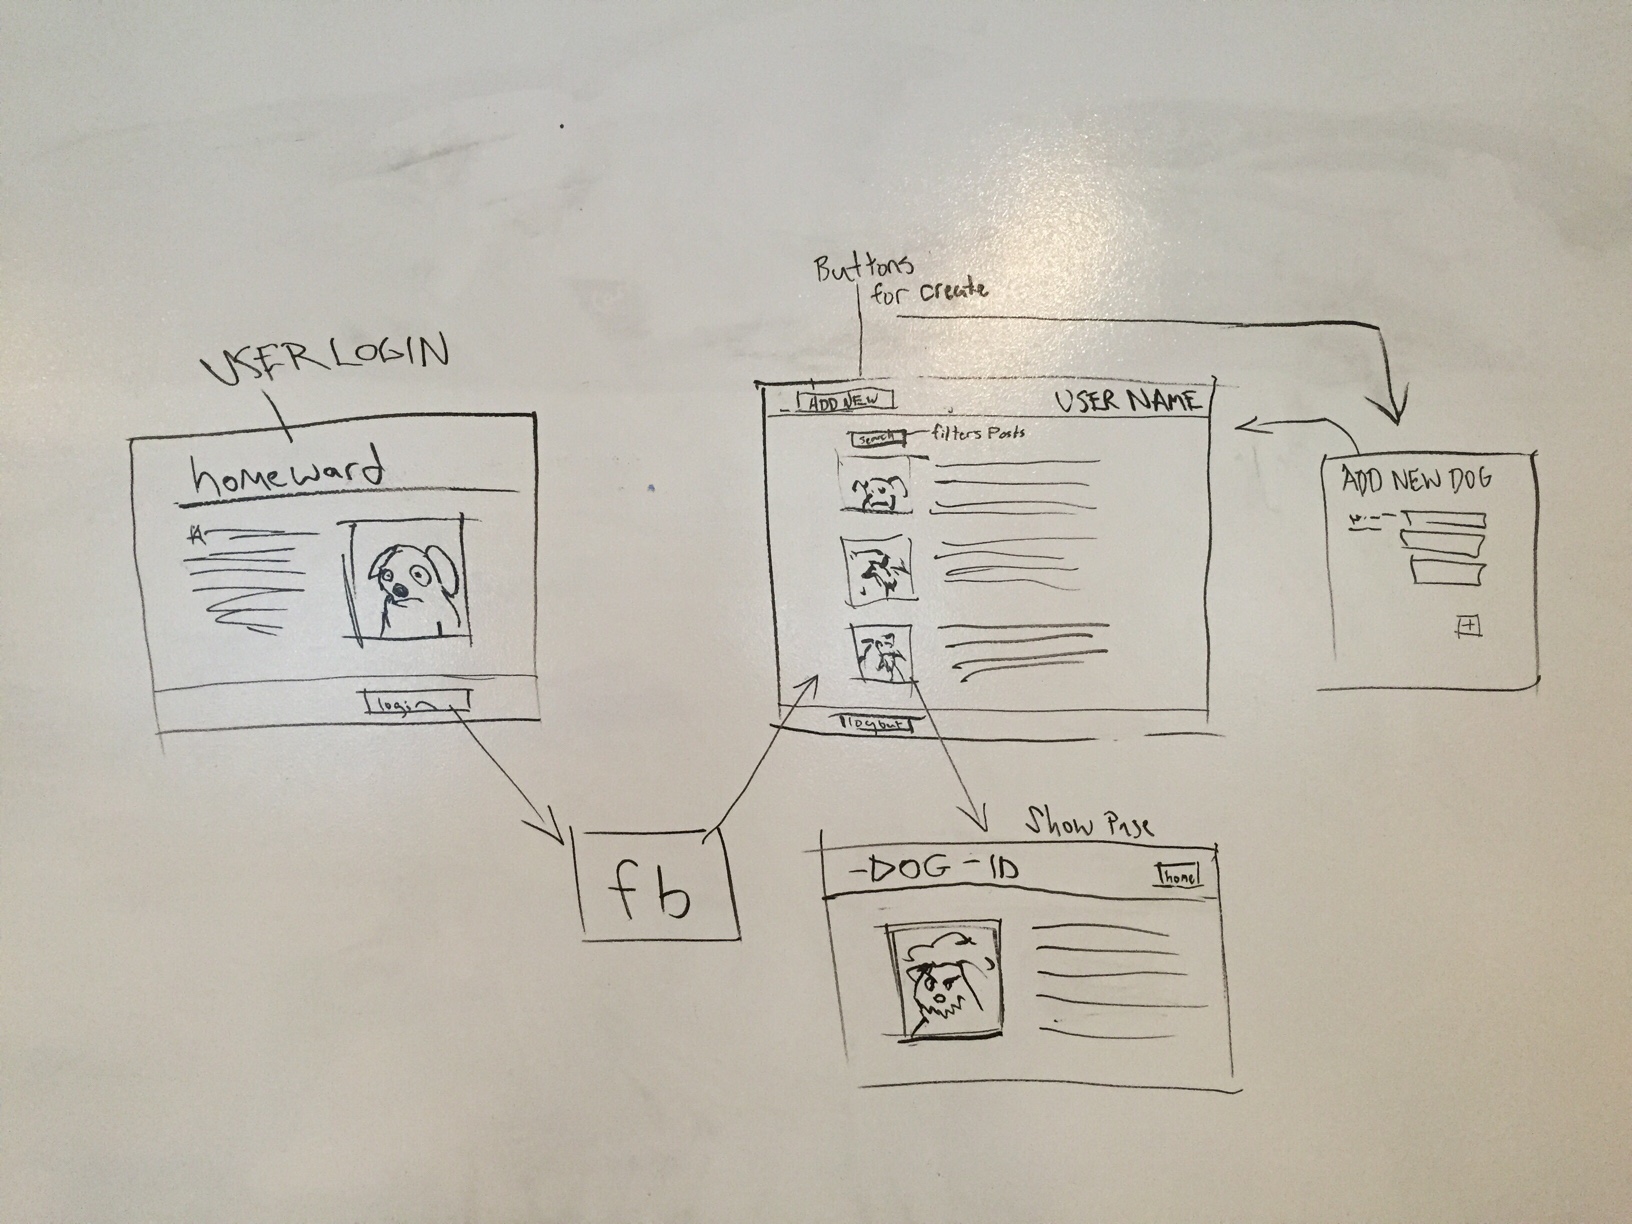 USER LOGIN
homeward
login
fb
Buttons
for create
ADD NEW
USER NAME
search
filters Posts
logout
ADD NEW DOG
+
Show Page
-DOG-ID
home